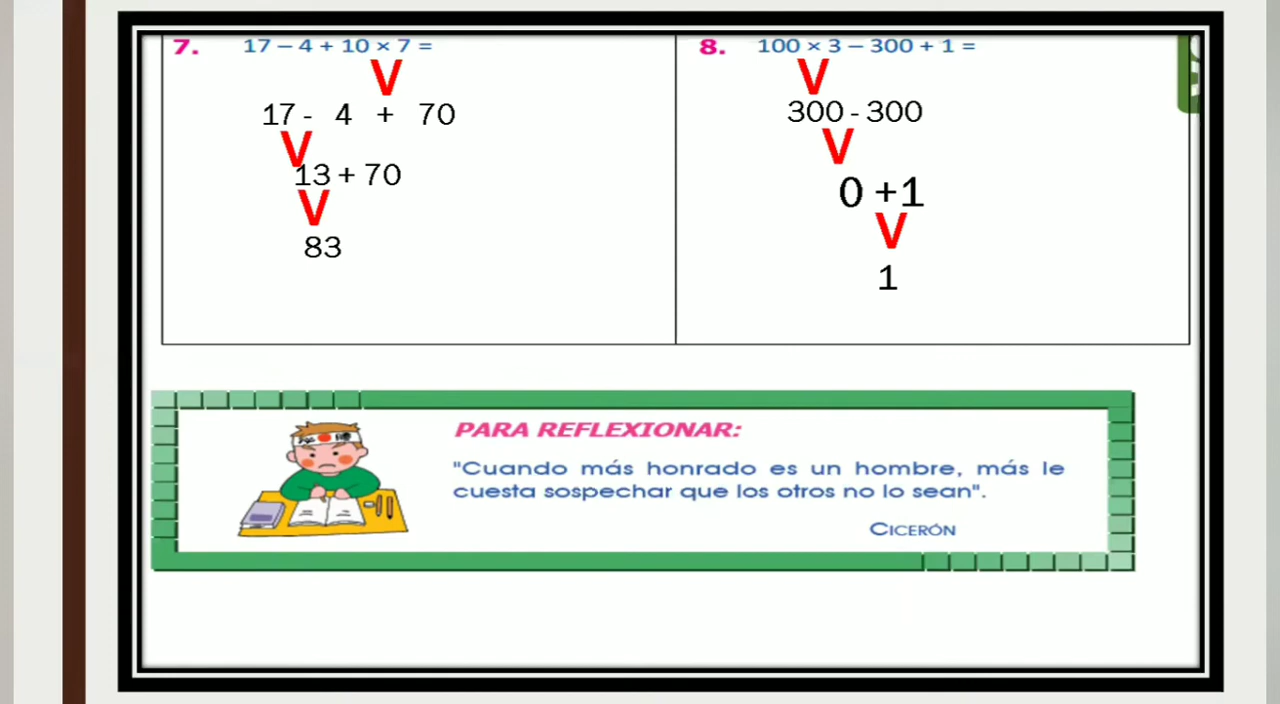 7. 17 – 4 + 10 × 7 =
V
17 - 4 + 70
V
13 + 70
V
83
8. 100 × 3 – 300 + 1 =
V
300 - 300
V
0 +1
V
1
PARA REFLEXIONAR:
"Cuando más honrado es un hombre, más le
cuesta sospechar que los otros no lo sean".
CICERÓN